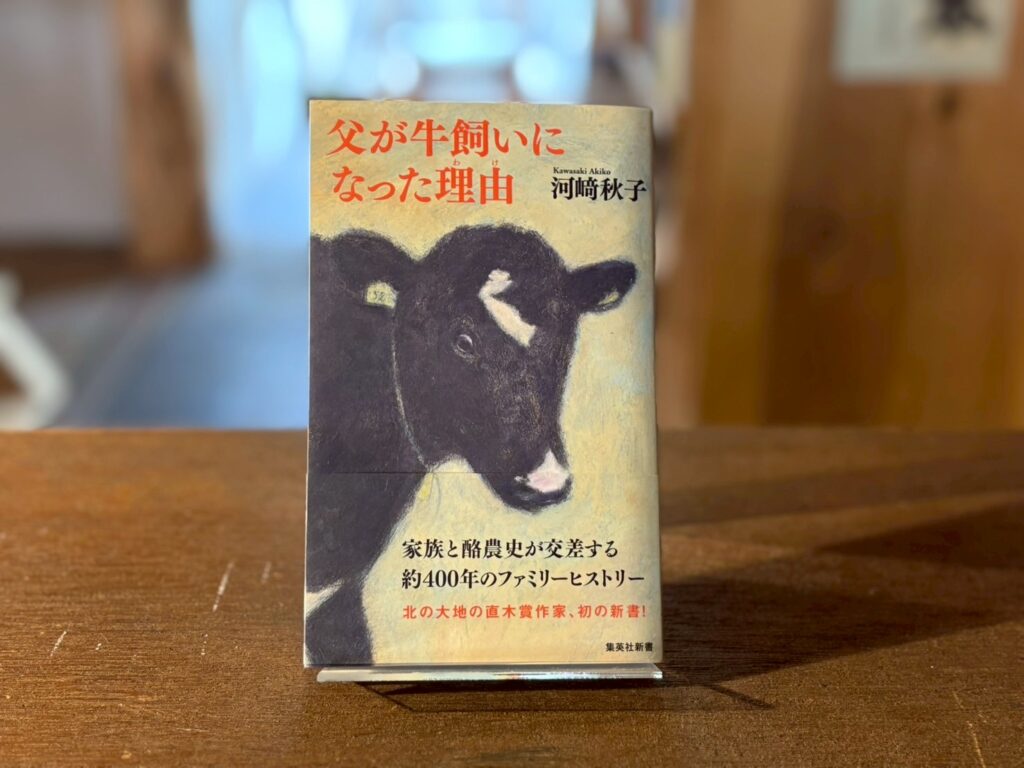 父が牛飼いに
なった理由
わけ
Kawasaki Akiko
河﨑秋子
52
家族と酪農史が交差する
約400年のファミリーヒストリー
北の大地の直木賞作家、初の新書!
集英社新書